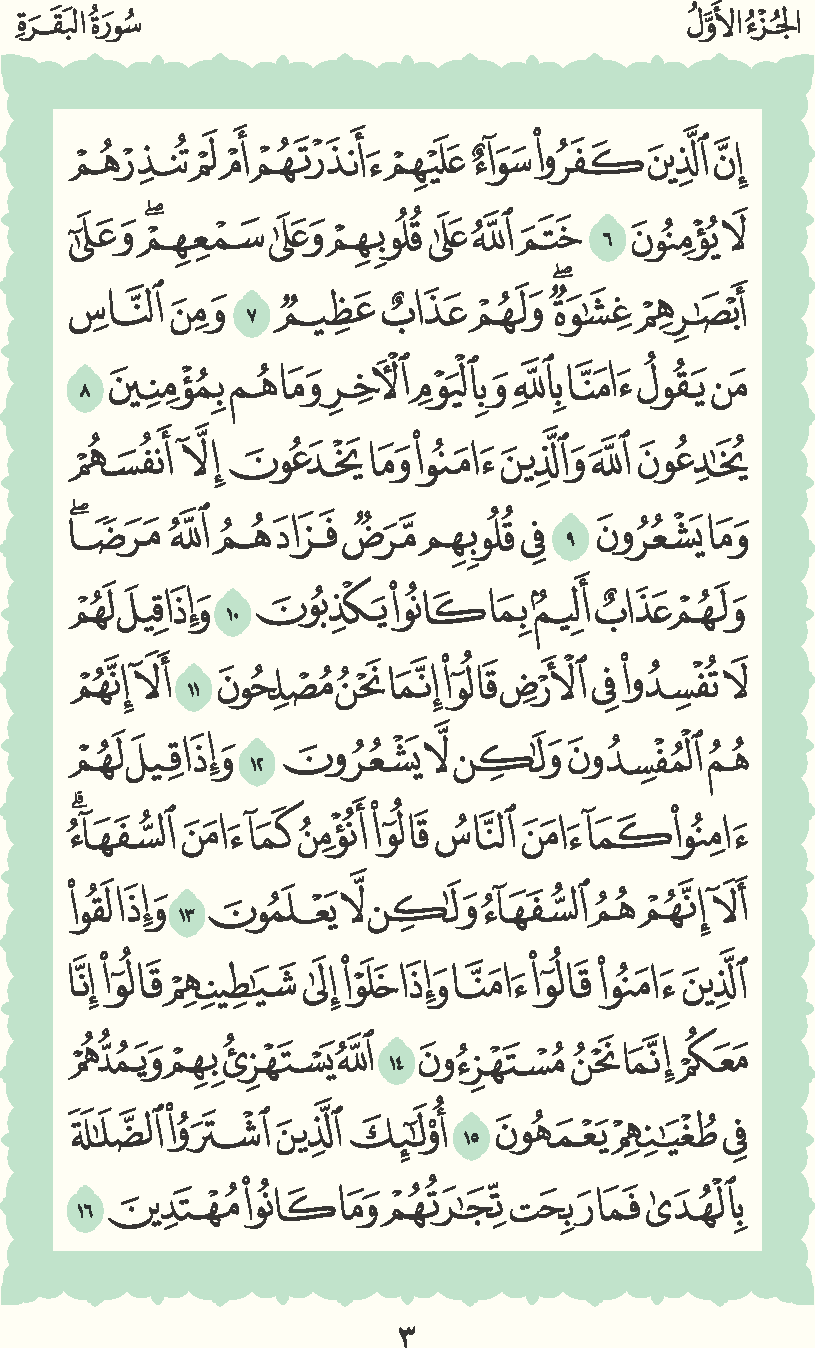 الجُزْءُ الأَوَّلُ
سُورَةُ البَقَرَةِ
إِنَّ ٱلَّذِينَ كَفَرُوا۟ سَوَآءٌ عَلَيْهِمْ ءَأَنذَرْتَهُمْ أَمْ لَمْ تُنذِرْهُمْ
لَا يُؤْمِنُونَ ٦ خَتَمَ ٱللَّهُ عَلَىٰ قُلُوبِهِمْ وَعَلَىٰ سَمْعِهِمْ ۖ وَعَلَىٰٓ
أَبْصَٰرِهِمْ غِشَٰوَةٌ ۖ وَلَهُمْ عَذَابٌ عَظِيمٌ ٧ وَمِنَ ٱلنَّاسِ
مَن يَقُولُ ءَامَنَّا بِٱللَّهِ وَبِٱلْيَوْمِ ٱلْـَٔاخِرِ وَمَا هُم بِمُؤْمِنِينَ ٨
يُخَٰدِعُونَ ٱللَّهَ وَٱلَّذِينَ ءَامَنُوا۟ وَمَا يَخْدَعُونَ إِلَّآ أَنفُسَهُمْ
وَمَا يَشْعُرُونَ ٩ فِى قُلُوبِهِم مَّرَضٌ فَزَادَهُمُ ٱللَّهُ مَرَضًا ۖ
وَلَهُمْ عَذَابٌ أَلِيمٌۢ بِمَا كَانُوا۟ يَكْذِبُونَ ١٠ وَإِذَا قِيلَ لَهُمْ
لَا تُفْسِدُوا۟ فِى ٱلْأَرْضِ قَالُوٓا۟ إِنَّمَا نَحْنُ مُصْلِحُونَ ١١ أَلَآ إِنَّهُمْ
هُمُ ٱلْمُفْسِدُونَ وَلَٰكِن لَّا يَشْعُرُونَ ١٢ وَإِذَا قِيلَ لَهُمْ
ءَامِنُوا۟ كَمَآ ءَامَنَ ٱلنَّاسُ قَالُوٓا۟ أَنُؤْمِنُ كَمَآ ءَامَنَ ٱلسُّفَهَآءُ ۗ
أَلَآ إِنَّهُمْ هُمُ ٱلسُّفَهَآءُ وَلَٰكِن لَّا يَعْلَمُونَ ١٣ وَإِذَا لَقُوا۟
ٱلَّذِينَ ءَامَنُوا۟ قَالُوٓا۟ ءَامَنَّا وَإِذَا خَلَوْا۟ إِلَىٰ شَيَٰطِينِهِمْ قَالُوٓا۟ إِنَّا
مَعَكُمْ إِنَّمَا نَحْنُ مُسْتَهْزِءُونَ ١٤ ٱللَّهُ يَسْتَهْزِئُ بِهِمْ وَيَمُدُّهُمْ
فِى طُغْيَٰنِهِمْ يَعْمَهُونَ ١٥ أُو۟لَٰٓئِكَ ٱلَّذِينَ ٱشْتَرَوُا۟ ٱلضَّلَٰلَةَ
بِٱلْهُدَىٰ فَمَا رَبِحَت تِّجَٰرَتُهُمْ وَمَا كَانُوا۟ مُهْتَدِينَ ١٦
٣